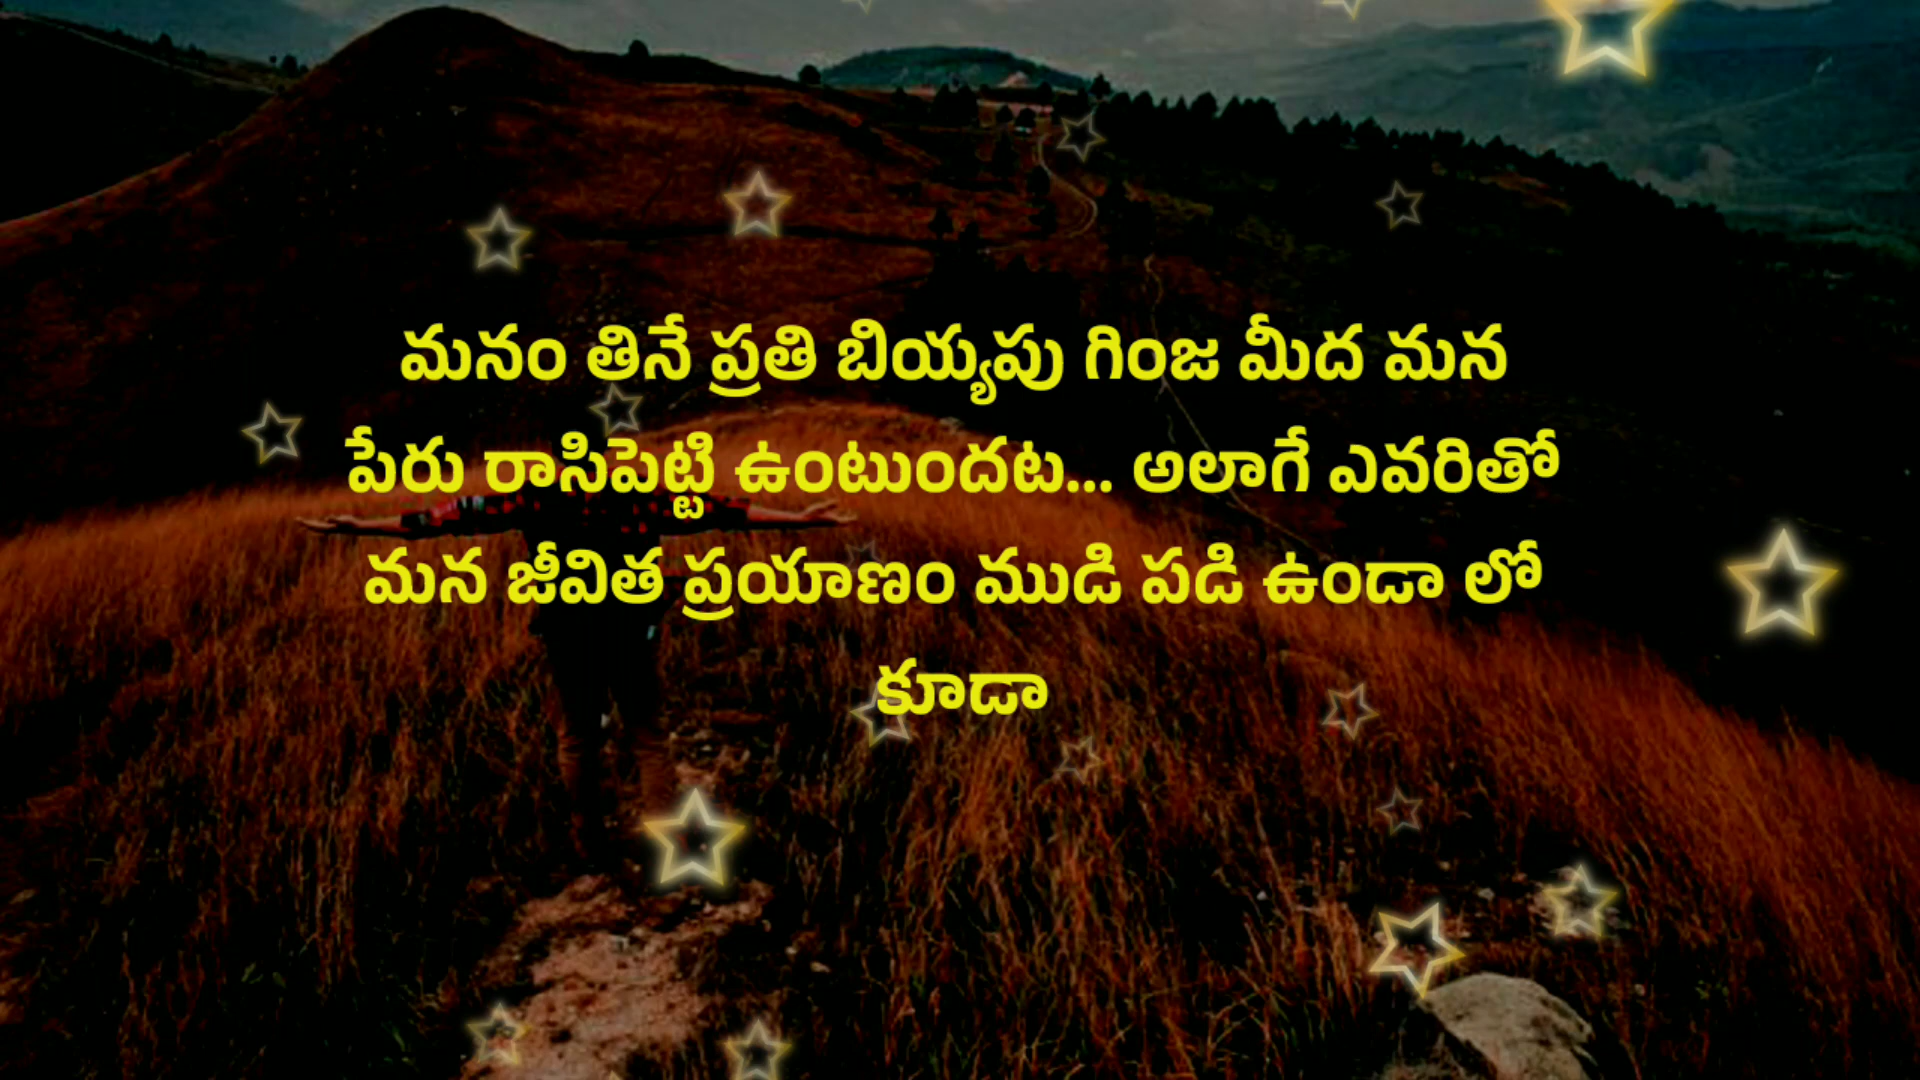 మనం తినే ప్రతి బియ్యపు గింజ మీద మన
పేరు రాసిపెట్టి ఉంటుందట... అలాగే ఎవరితో
మన జీవిత ప్రయాణం ముడి పడి ఉండా లో
కూడా